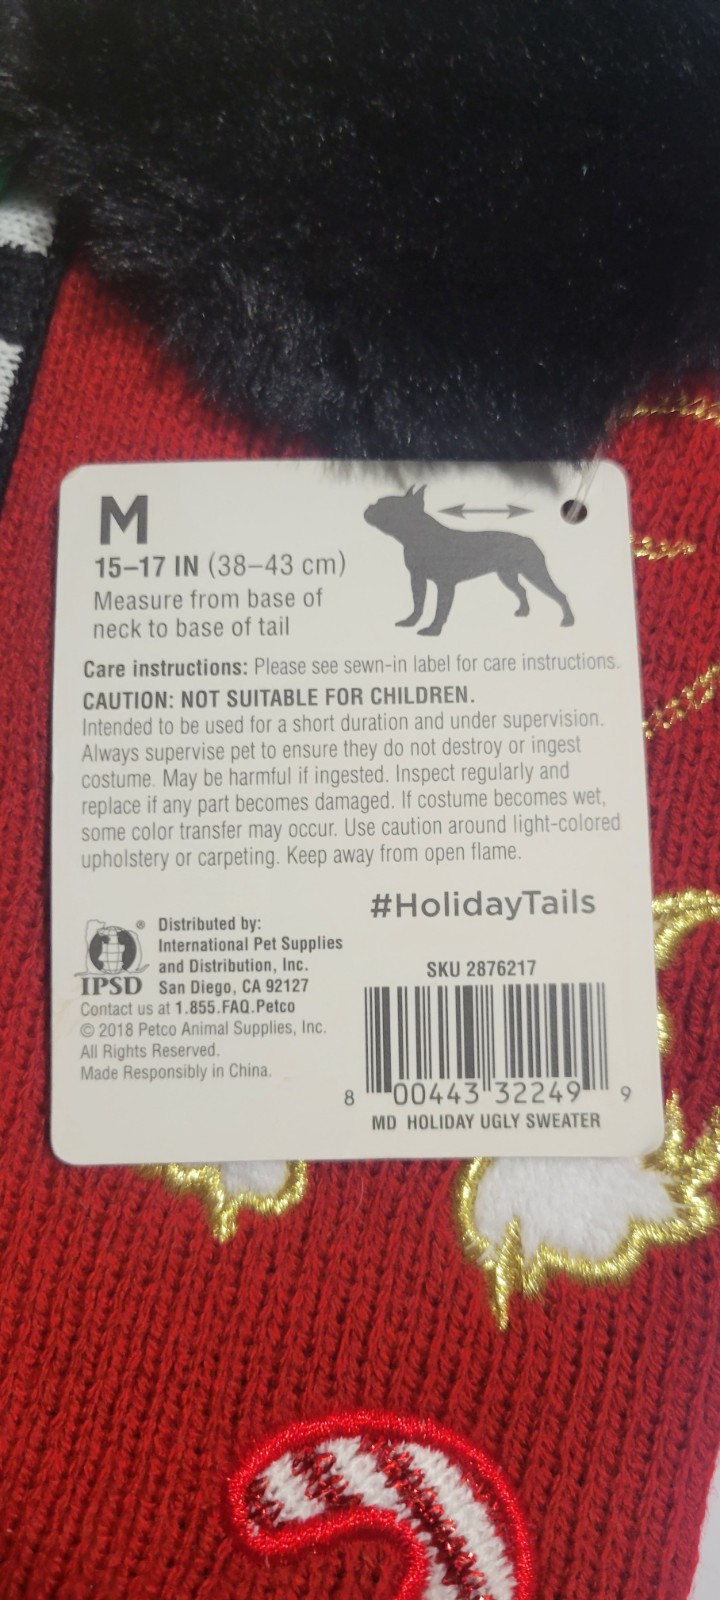 M
15–17 IN (38–43 cm)
Measure from base of
neck to base of tail
Care instructions: Please see sewn-in label for care instructions.
CAUTION: NOT SUITABLE FOR CHILDREN.
Intended to be used for a short duration and under supervision.
Always supervise pet to ensure they do not destroy or ingest
costume. May be harmful if ingested. Inspect regularly and
replace if any part becomes damaged. If costume becomes wet,
some color transfer may occur. Use caution around light-colored
upholstery or carpeting. Keep away from open flame.
#HolidayTails
IPSD®
Distributed by:
International Pet Supplies
and Distribution, Inc.
San Diego, CA 92127
Contact us at 1.855.FAQ.Petco
© 2018 Petco Animal Supplies, Inc.
All Rights Reserved.
Made Responsibly in China.
SKU 2876217
8 00443 32249 9
MD HOLIDAY UGLY SWEATER